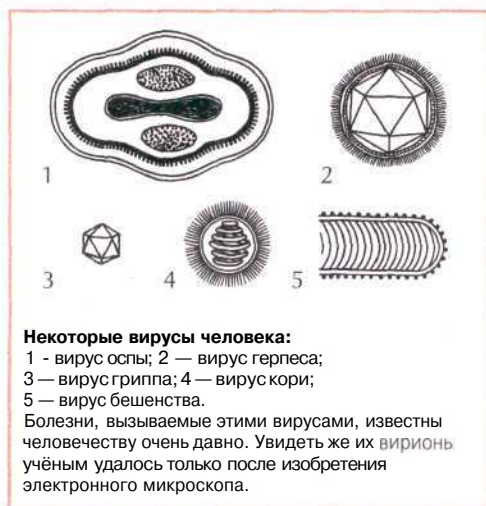 1
2
3
4
5
Некоторые вирусы человека:
1 - вирус оспы; 2 — вирус герпеса;
3 — вирус гриппа; 4 — вирус кори;
5 — вирус бешенства.
Болезни, вызываемые этими вирусами, известны
человечеству очень давно. Увидеть же их вирионы
учёным удалось только после изобретения
электронного микроскопа.